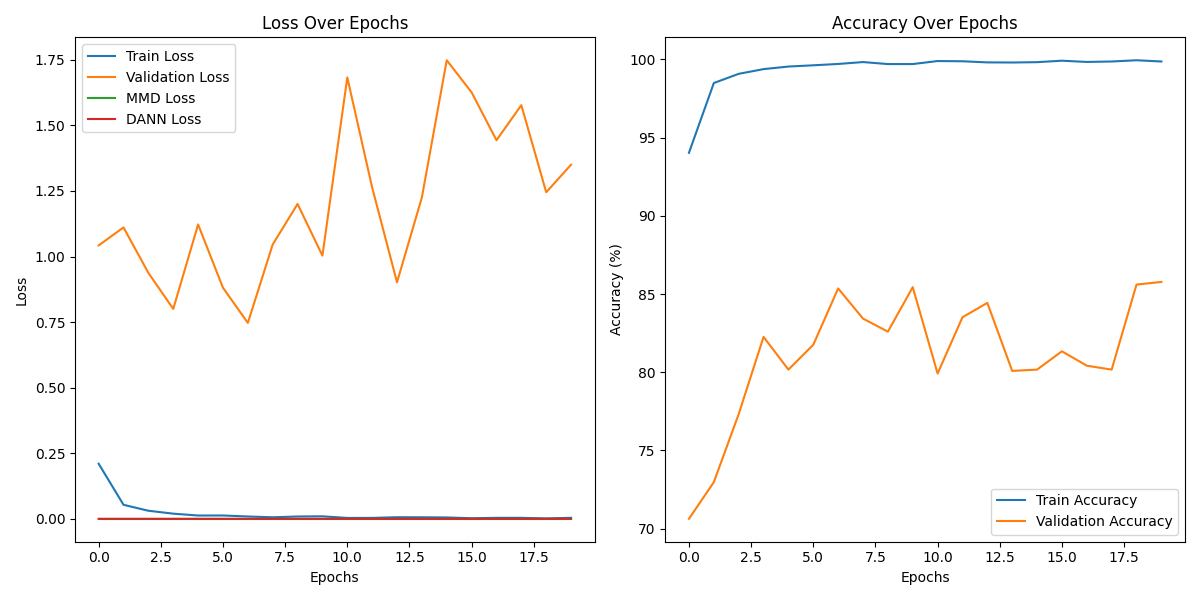 Loss Over Epochs
Train Loss
Validation Loss
MMD Loss
DANN Loss
1.75
1.50
1.25
1.00
0.75
0.50
0.25
0.00
Loss
0.0 2.5 5.0 7.5 10.0 12.5 15.0 17.5
Epochs
Accuracy Over Epochs
100
95
90
85
80
75
70
Accuracy (%)
Train Accuracy
Validation Accuracy
0.0 2.5 5.0 7.5 10.0 12.5 15.0 17.5
Epochs